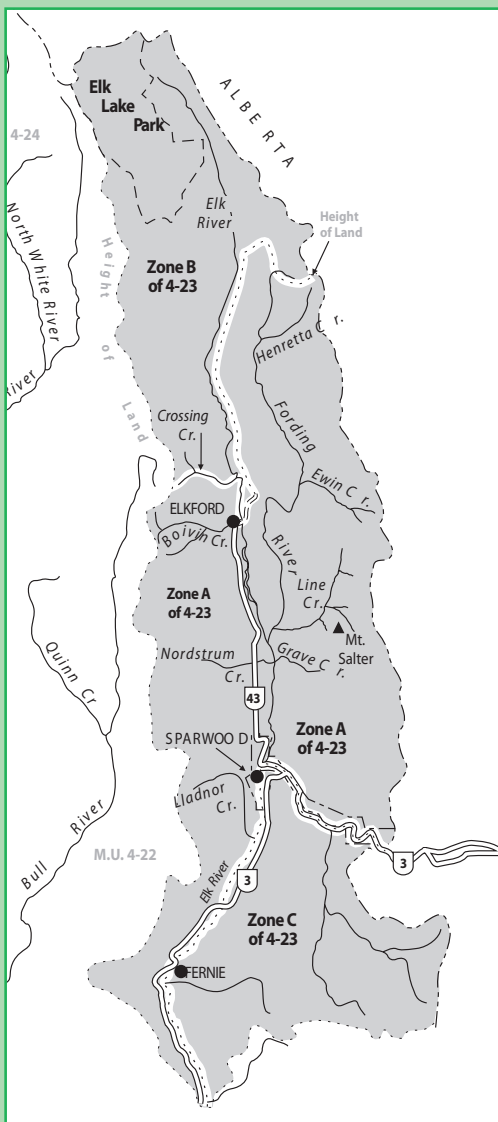 Elk
Lake
Park
ALBERTA
4-24
North White River
River
Elk
River
Height
of Land
Zone B
of 4-23
Height of Land
Henretta Cr.
Crossing
Cr.
Fording
River
Ewin Cr.
ELKFORD
Boivin Cr.
Line
Cr.
Zone A
of 4-23
Mt.
Salter
Quinn Cr
Nordstrum
Cr.
Grave Cr.
43
Zone A
of 4-23
SPARWOOD
Lladnor
Cr.
Bull River
M.U. 4-22
Elk River
3
3
Zone C
of 4-23
FERNIE